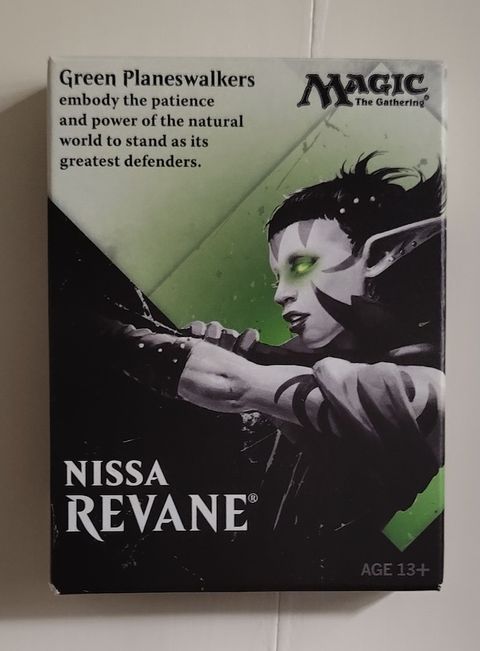 Green Planeswalkers
embody the patience
and power of the natural
world to stand as its
greatest defenders.
MAGIC
The Gathering®
NISSA
REVANE®
AGE 13+